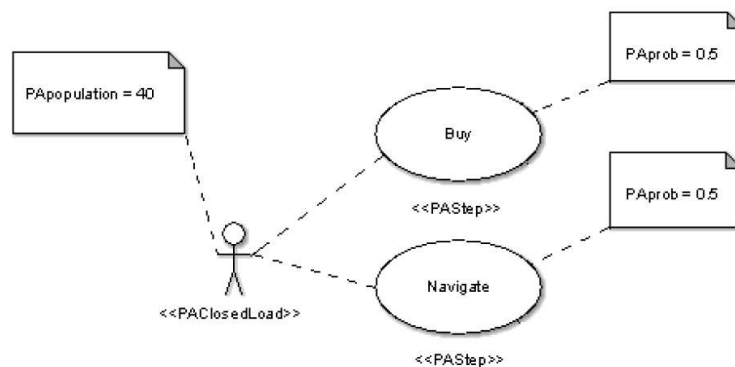 PAprob = 0.5
PApopulation = 40
Buy
<<PAStep>>
PAprob = 0.5
Navigate
<<PAClosedLoad>>
<<PAStep>>